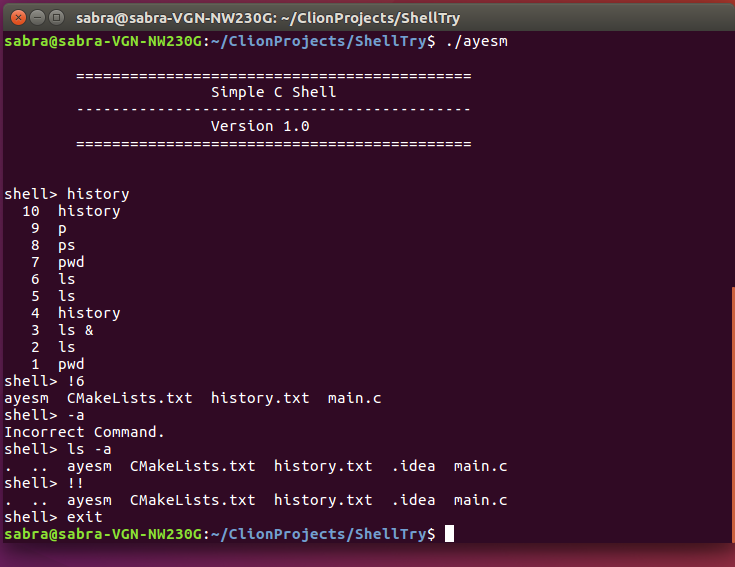 sabra@sabra-VGN-NW230G: ~/ClionProjects/ShellTry
sabra@sabra-VGN-NW230G:~/ClionProjects/ShellTry$ ./ayesm
============================================
Simple C Shell
--------------------------------------------
Version 1.0
============================================
shell> history
10  history
9  p
8  ps
7  pwd
6  ls
5  ls
4  history
3  ls &
2  ls
1  pwd
shell> !6
ayesm  CMakeLists.txt  history.txt  main.c
shell> -a
Incorrect Command.
shell> ls -a
.  ..  ayesm  CMakeLists.txt  history.txt  .idea  main.c
shell> !!
.  ..  ayesm  CMakeLists.txt  history.txt  .idea  main.c
shell> exit
sabra@sabra-VGN-NW230G:~/ClionProjects/ShellTry$